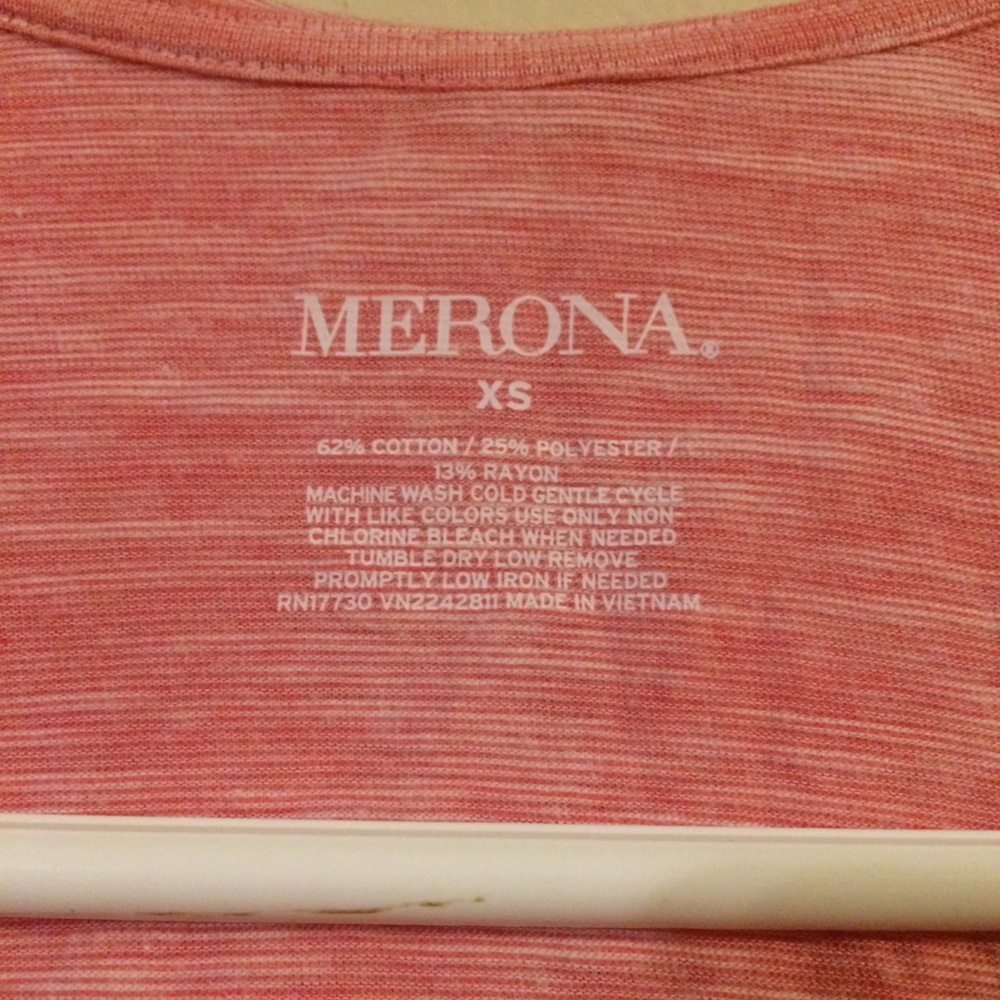 MERONA®
XS
62% COTTON / 25% POLYESTER /
13% RAYON
MACHINE WASH COLD GENTLE CYCLE
WITH LIKE COLORS USE ONLY NON-
CHLORINE BLEACH WHEN NEEDED
TUMBLE DRY LOW REMOVE
PROMPTLY LOW IRON IF NEEDED
RN17730 VN2242811 MADE IN VIETNAM